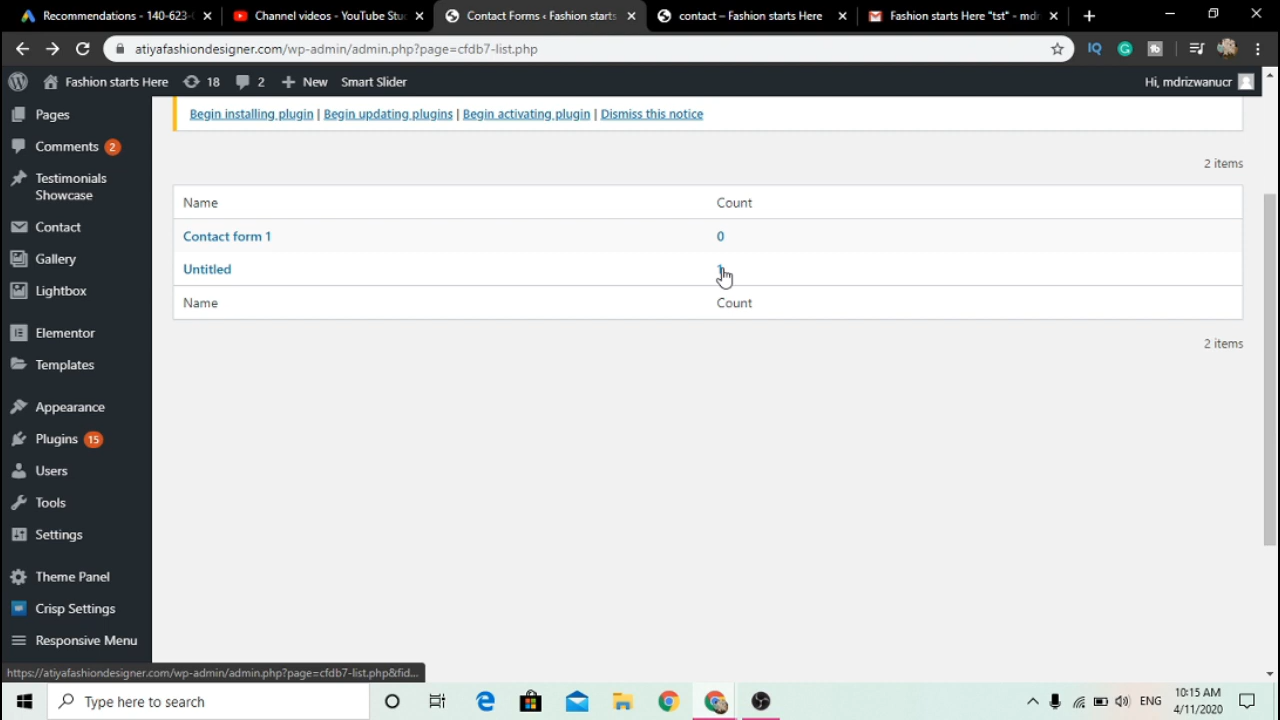 Recommendations - 140-623-
Channel videos - YouTube Stu
Contact Forms ‹ Fashion starts
contact – Fashion starts Here
Fashion starts Here "tst" - mdr
atiyafashiondesigner.com/wp-admin/admin.php?page=cfdb7-list.php
IQ
Fashion starts Here 18 2 New Smart Slider Hi, mdrizwanucr
Pages
Comments 2
Testimonials
Showcase
Contact
Gallery
Lightbox
Elementor
Templates
Appearance
Plugins 15
Users
Tools
Settings
Theme Panel
Crisp Settings
Responsive Menu
Begin installing plugin | Begin updating plugins | Begin activating plugin | Dismiss this notice
2 items
Name Count
Contact form 1 0
Untitled 1
Name Count
2 items
https://atiyafashiondesigner.com/wp-admin/admin.php?page=cfdb7-list.php&fid...
Type here to search
ENG
10:15 AM
4/11/2020